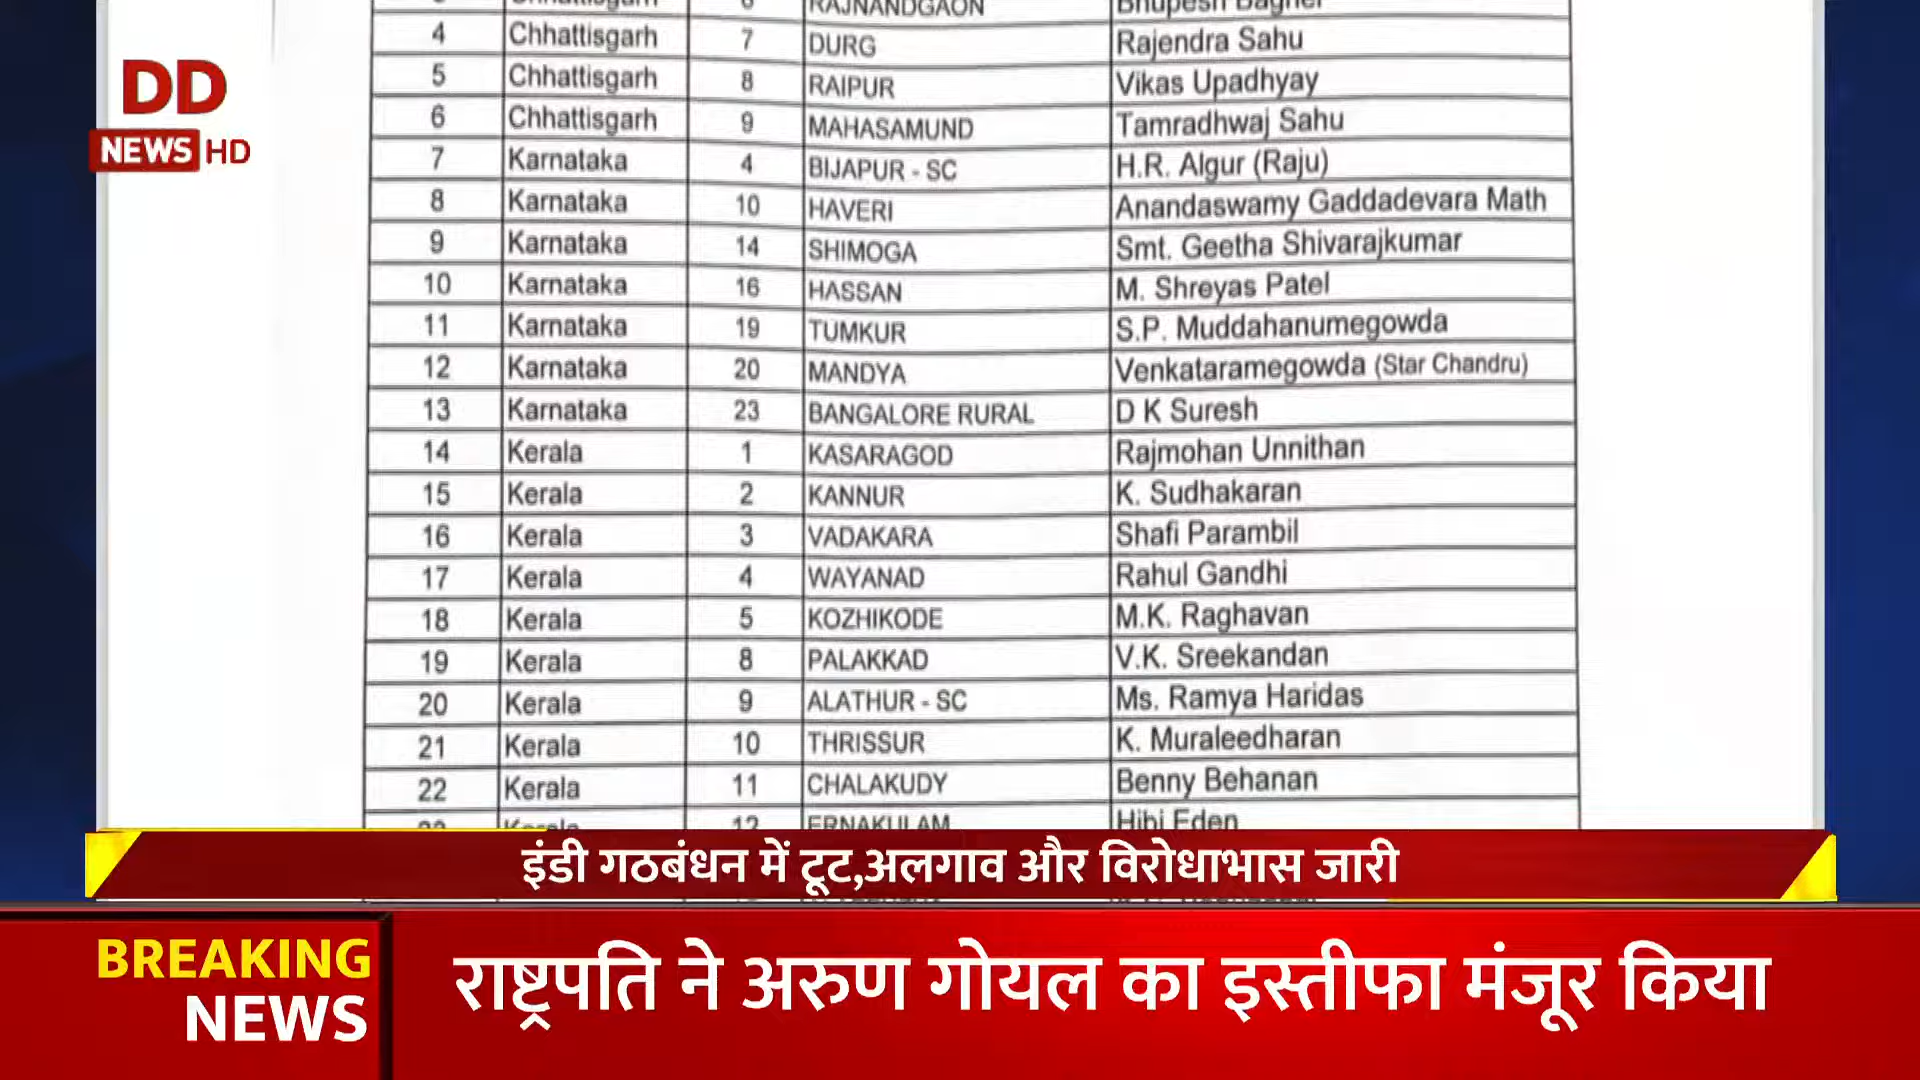 DD
NEWS HD
3 Chhattisgarh 6 RAJNANDGAON Bhupesh Baghel
4 Chhattisgarh 7 DURG Rajendra Sahu
5 Chhattisgarh 8 RAIPUR Vikas Upadhyay
6 Chhattisgarh 9 MAHASAMUND Tamradhwaj Sahu
7 Karnataka 4 BIJAPUR - SC H.R. Algur (Raju)
8 Karnataka 10 HAVERI Anandaswamy Gaddadevara Math
9 Karnataka 14 SHIMOGA Smt. Geetha Shivarajkumar
10 Karnataka 16 HASSAN M. Shreyas Patel
11 Karnataka 19 TUMKUR S.P. Muddahanumegowda
12 Karnataka 20 MANDYA Venkataramegowda (Star Chandru)
13 Karnataka 23 BANGALORE RURAL D K Suresh
14 Kerala 1 KASARAGOD Rajmohan Unnithan
15 Kerala 2 KANNUR K. Sudhakaran
16 Kerala 3 VADAKARA Shafi Parambil
17 Kerala 4 WAYANAD Rahul Gandhi
18 Kerala 5 KOZHIKODE M.K. Raghavan
19 Kerala 8 PALAKKAD V.K. Sreekandan
20 Kerala 9 ALATHUR - SC Ms. Ramya Haridas
21 Kerala 10 THRISSUR K. Muraleedharan
22 Kerala 11 CHALAKUDY Benny Behanan
23 Kerala 12 ERNAKULAM Hibi Eden
इंडी गठबंधन में टूट,अलगाव और विरोधाभास जारी
BREAKING
NEWS
राष्ट्रपति ने अरुण गोयल का इस्तीफा मंजूर किया